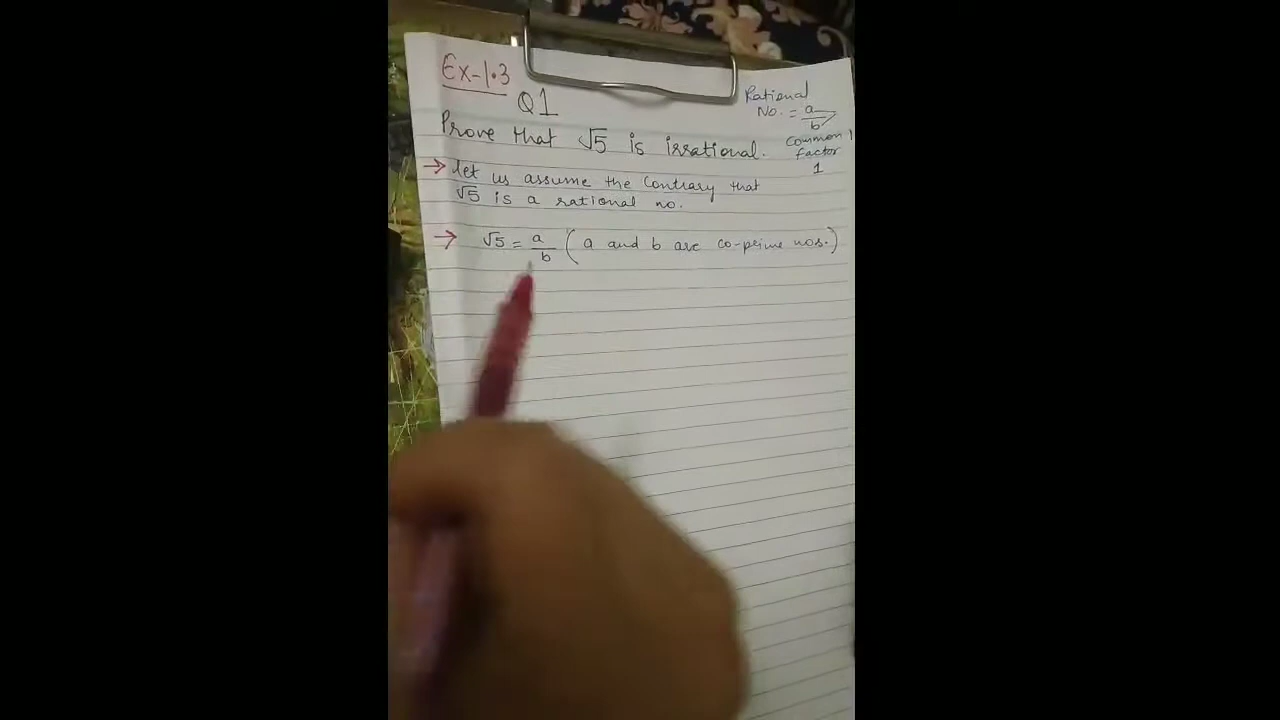 Ex-1.3
Q1
Prove that √5 is irrational.
Rational
No. = a/b
Common
factor
1
→ Let us assume the Contrary that
√5 is a rational no.
→ √5 = a/b (a and b are co-prime nos.)